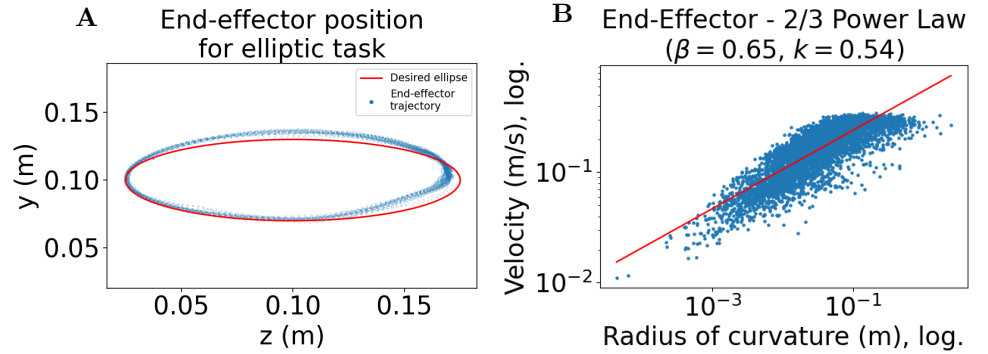 A
End-effector position
for elliptic task
Desired ellipse
End-effector
trajectory
y (m)
0.15
0.10
0.05
0.05
0.10
0.15
z (m)
B
End-Effector - 2/3 Power Law
(β = 0.65, k = 0.54)
Velocity (m/s), log.
10⁻¹
10⁻²
10⁻³
10⁻¹
Radius of curvature (m), log.